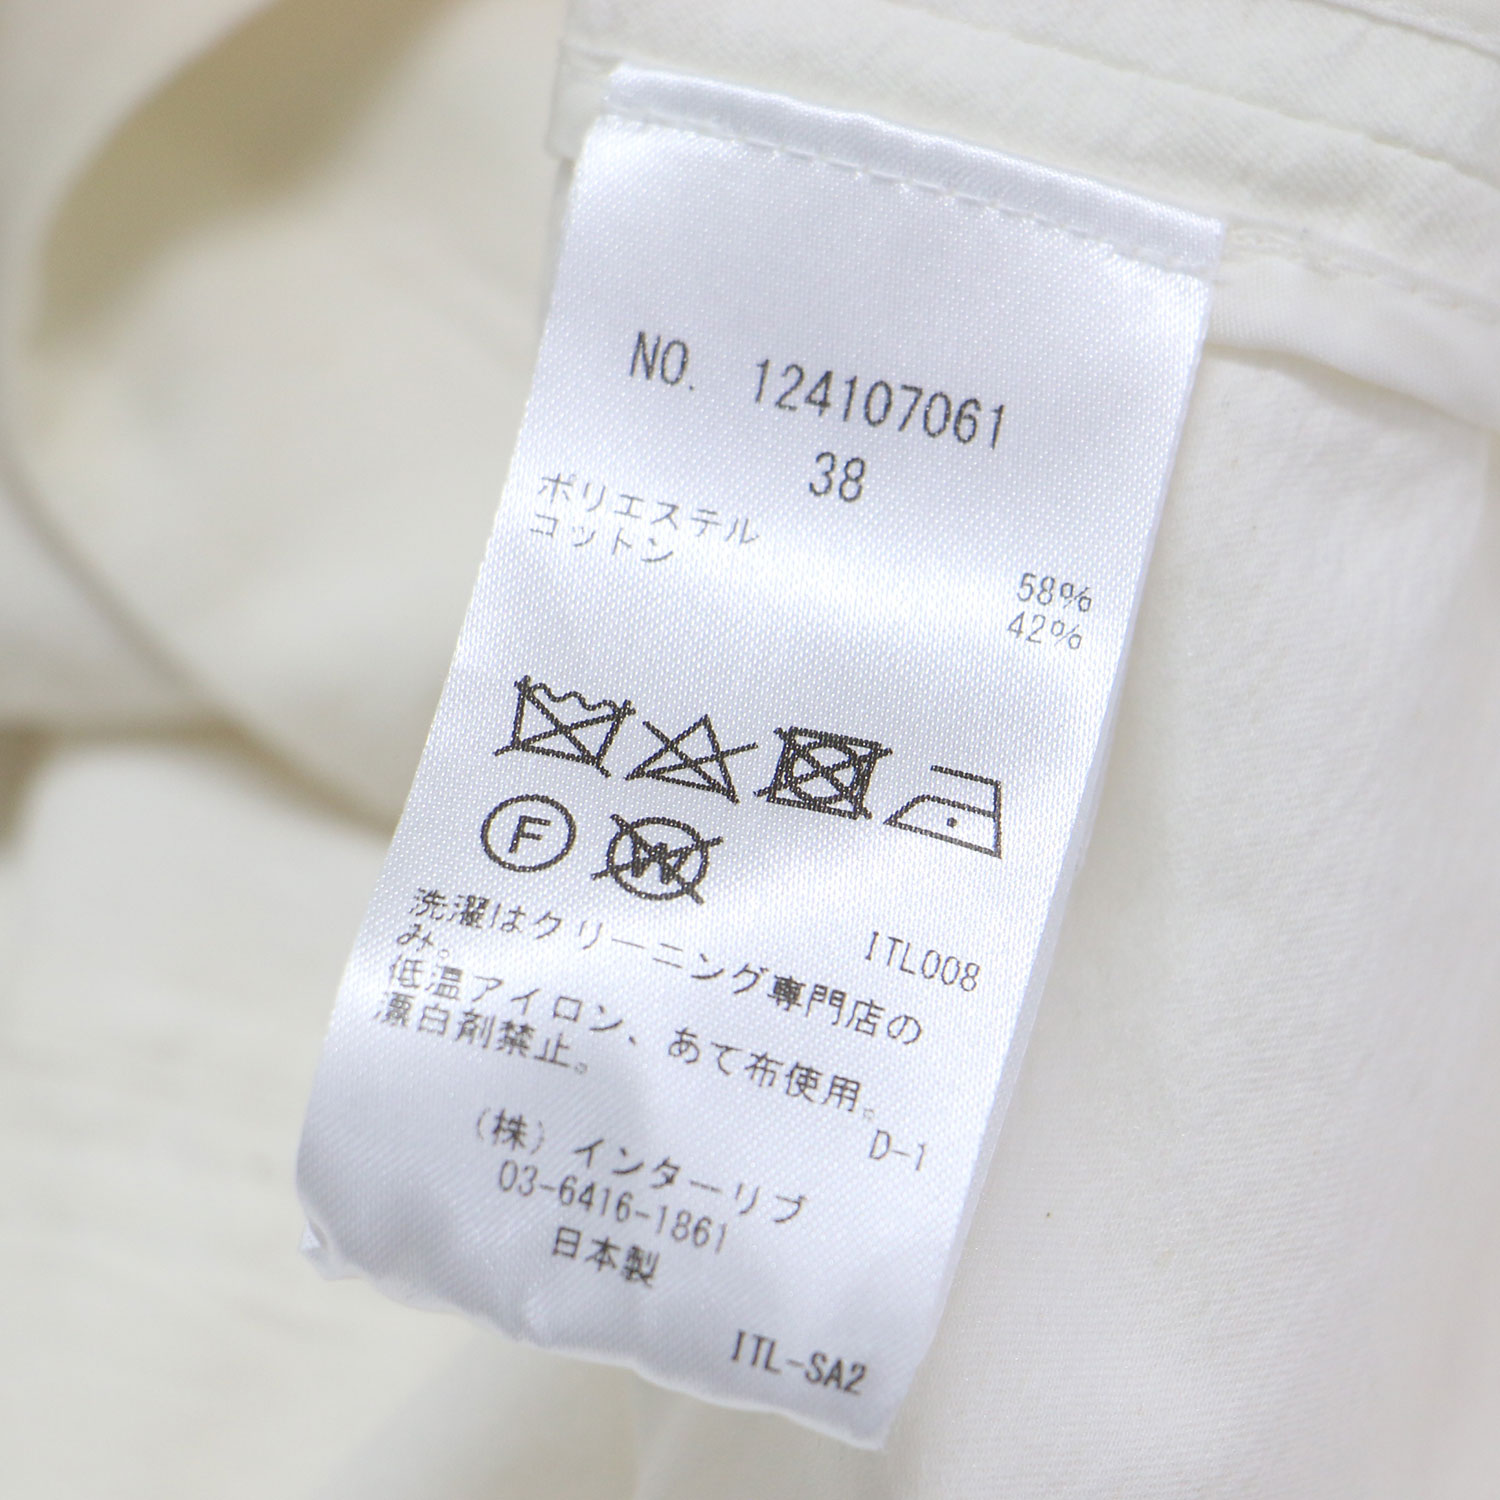 NO. 124107061
38
ポリエステル 58%
コットン 42%
F
W
ITL008
洗濯はクリーニング専門店の
み。
低温アイロン、あて布使用。
漂白剤禁止。
D-1
(株)インターリブ
03-6416-1861
日本製
ITL-SA2